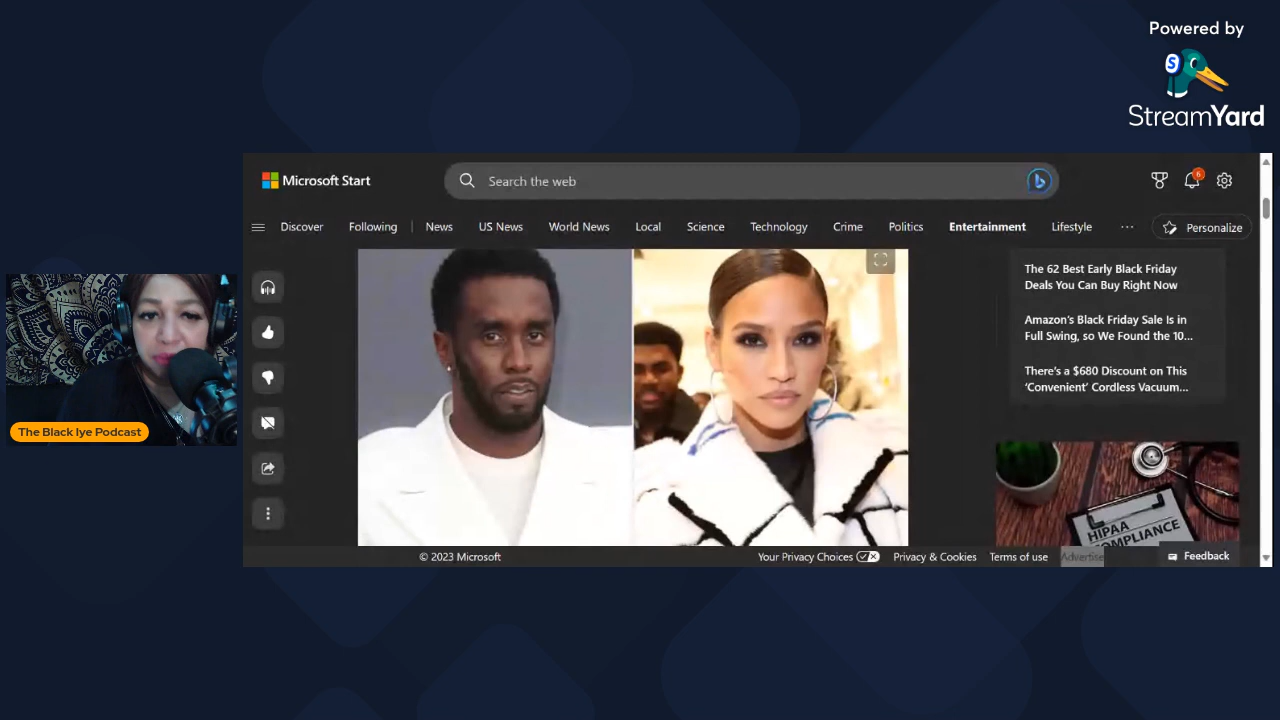 Powered by
StreamYard
Microsoft Start
Search the web
6
Discover
Following
News
US News
World News
Local
Science
Technology
Crime
Politics
Entertainment
Lifestyle
Personalize
The 62 Best Early Black Friday
Deals You Can Buy Right Now
Amazon's Black Friday Sale Is in
Full Swing, so We Found the 10...
There's a $680 Discount on This
'Convenient' Cordless Vacuum...
The Black Iye Podcast
HIPAA
COMPLIANCE
© 2023 Microsoft
Your Privacy Choices
Privacy & Cookies
Terms of use
Advertise
Feedback